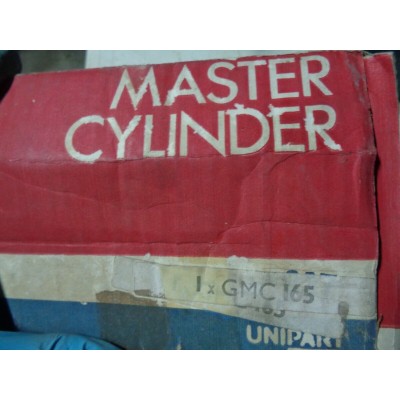 MASTER
CYLINDER
1 x GMC 165
UNIPART